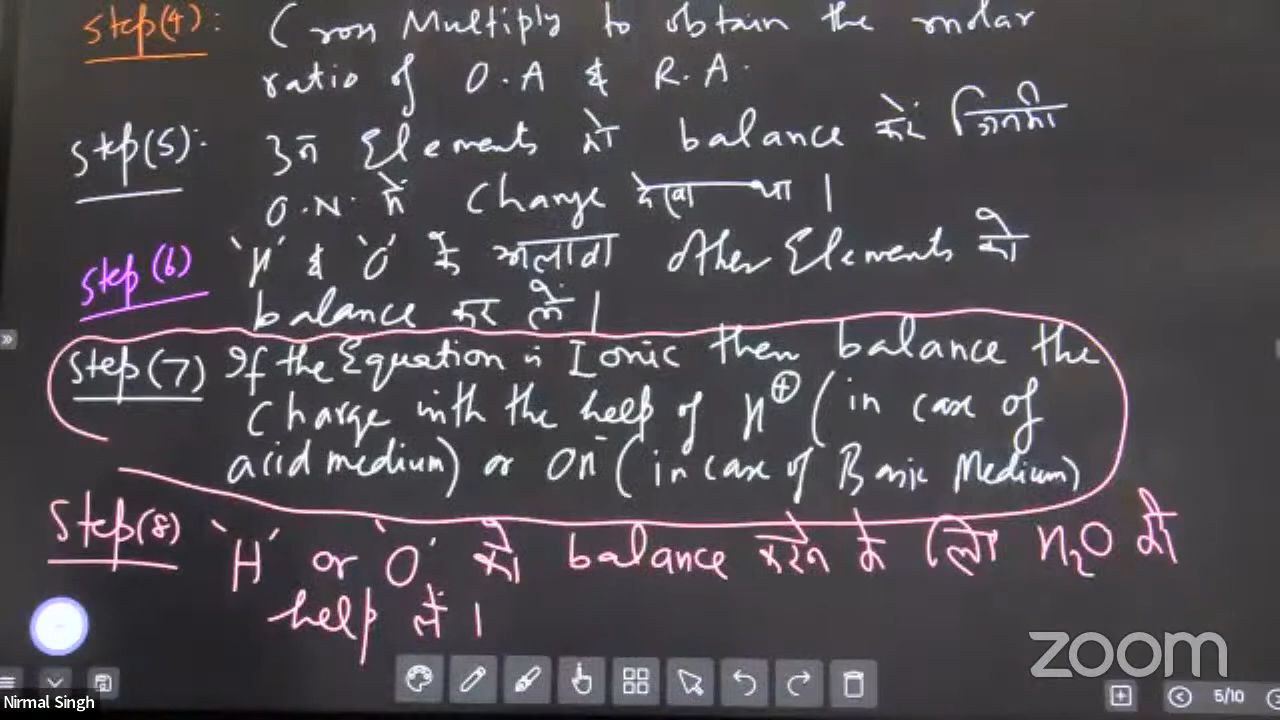 Step(4): Cross Multiply to obtain the molar
ratio of O.A & R.A.
Step(5): उन Elements को balance करें जिनकी
O.N. में change देखा था।
Step(6) 'H' & 'O' के अलावा other Elements को
balance कर लें।
Step(7) If the Equation is Ionic then balance the
charge with the help of H⊕ (in case of
acid medium) or OH⁻ (in case of Basic Medium)
Step(8) 'H' or 'O' को balance करने के लिए H₂O की
help लें।
zoom
5/10
Nirmal Singh